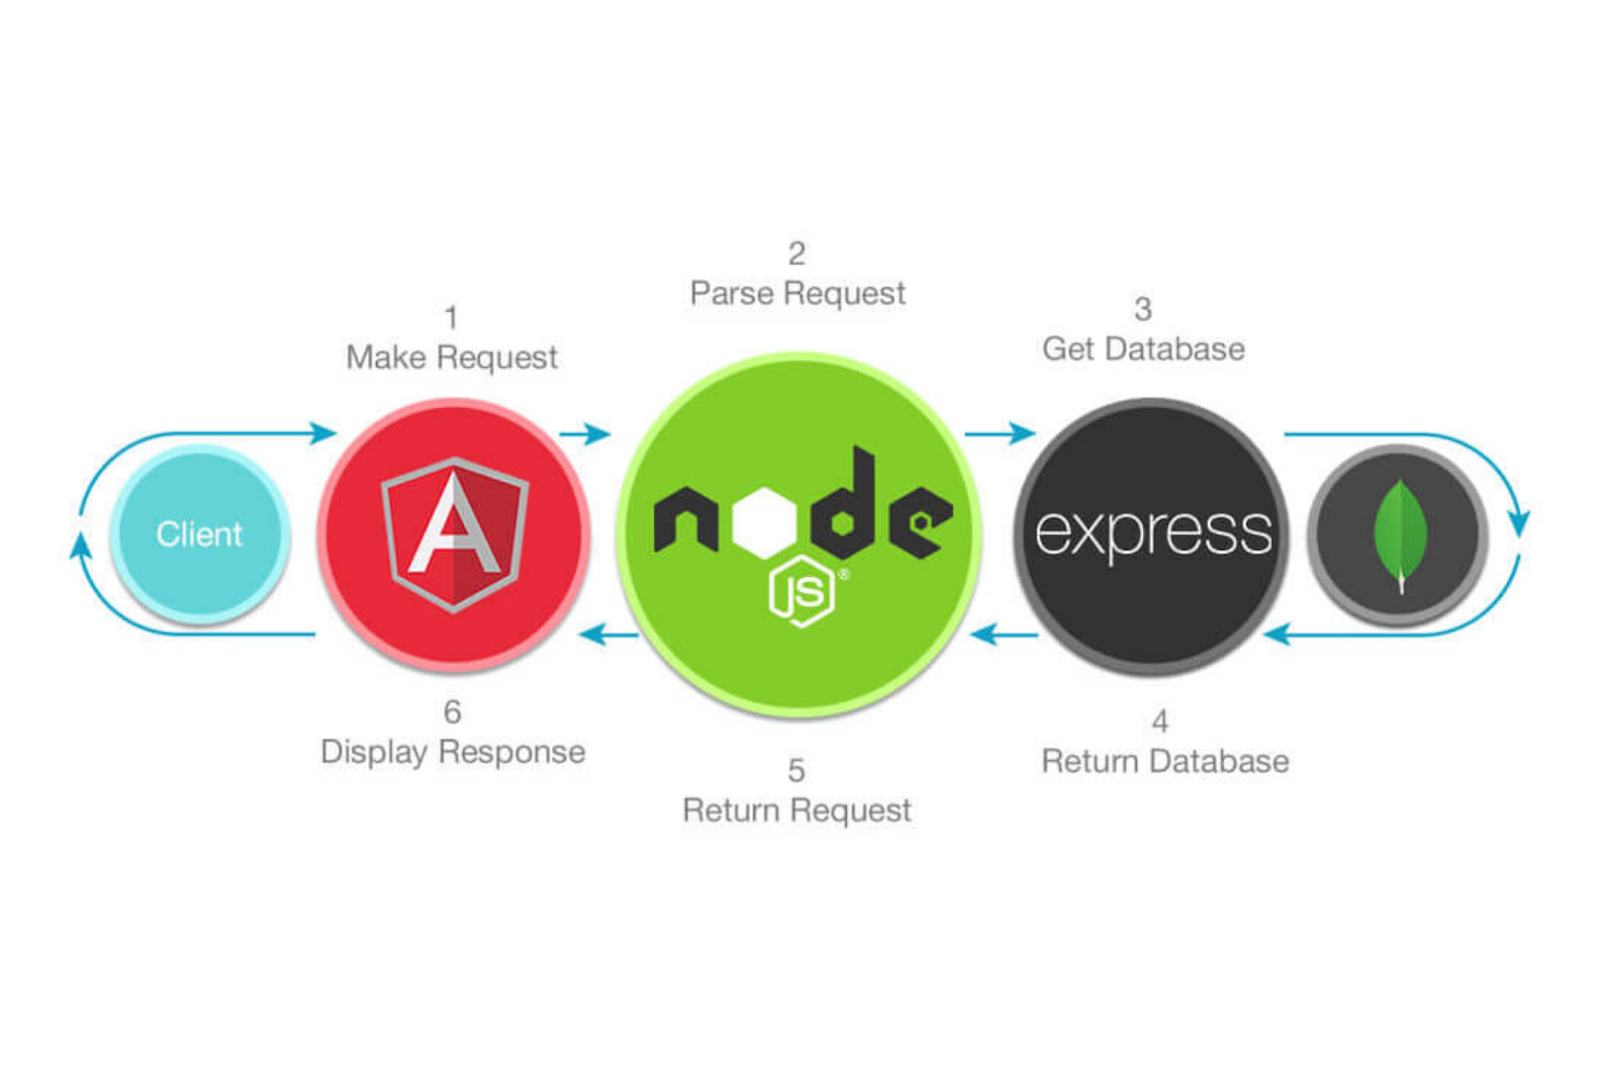 2
Parse Request
1
Make Request
3
Get Database
Client
A
node
JS®
express
6
Display Response
4
Return Database
5
Return Request